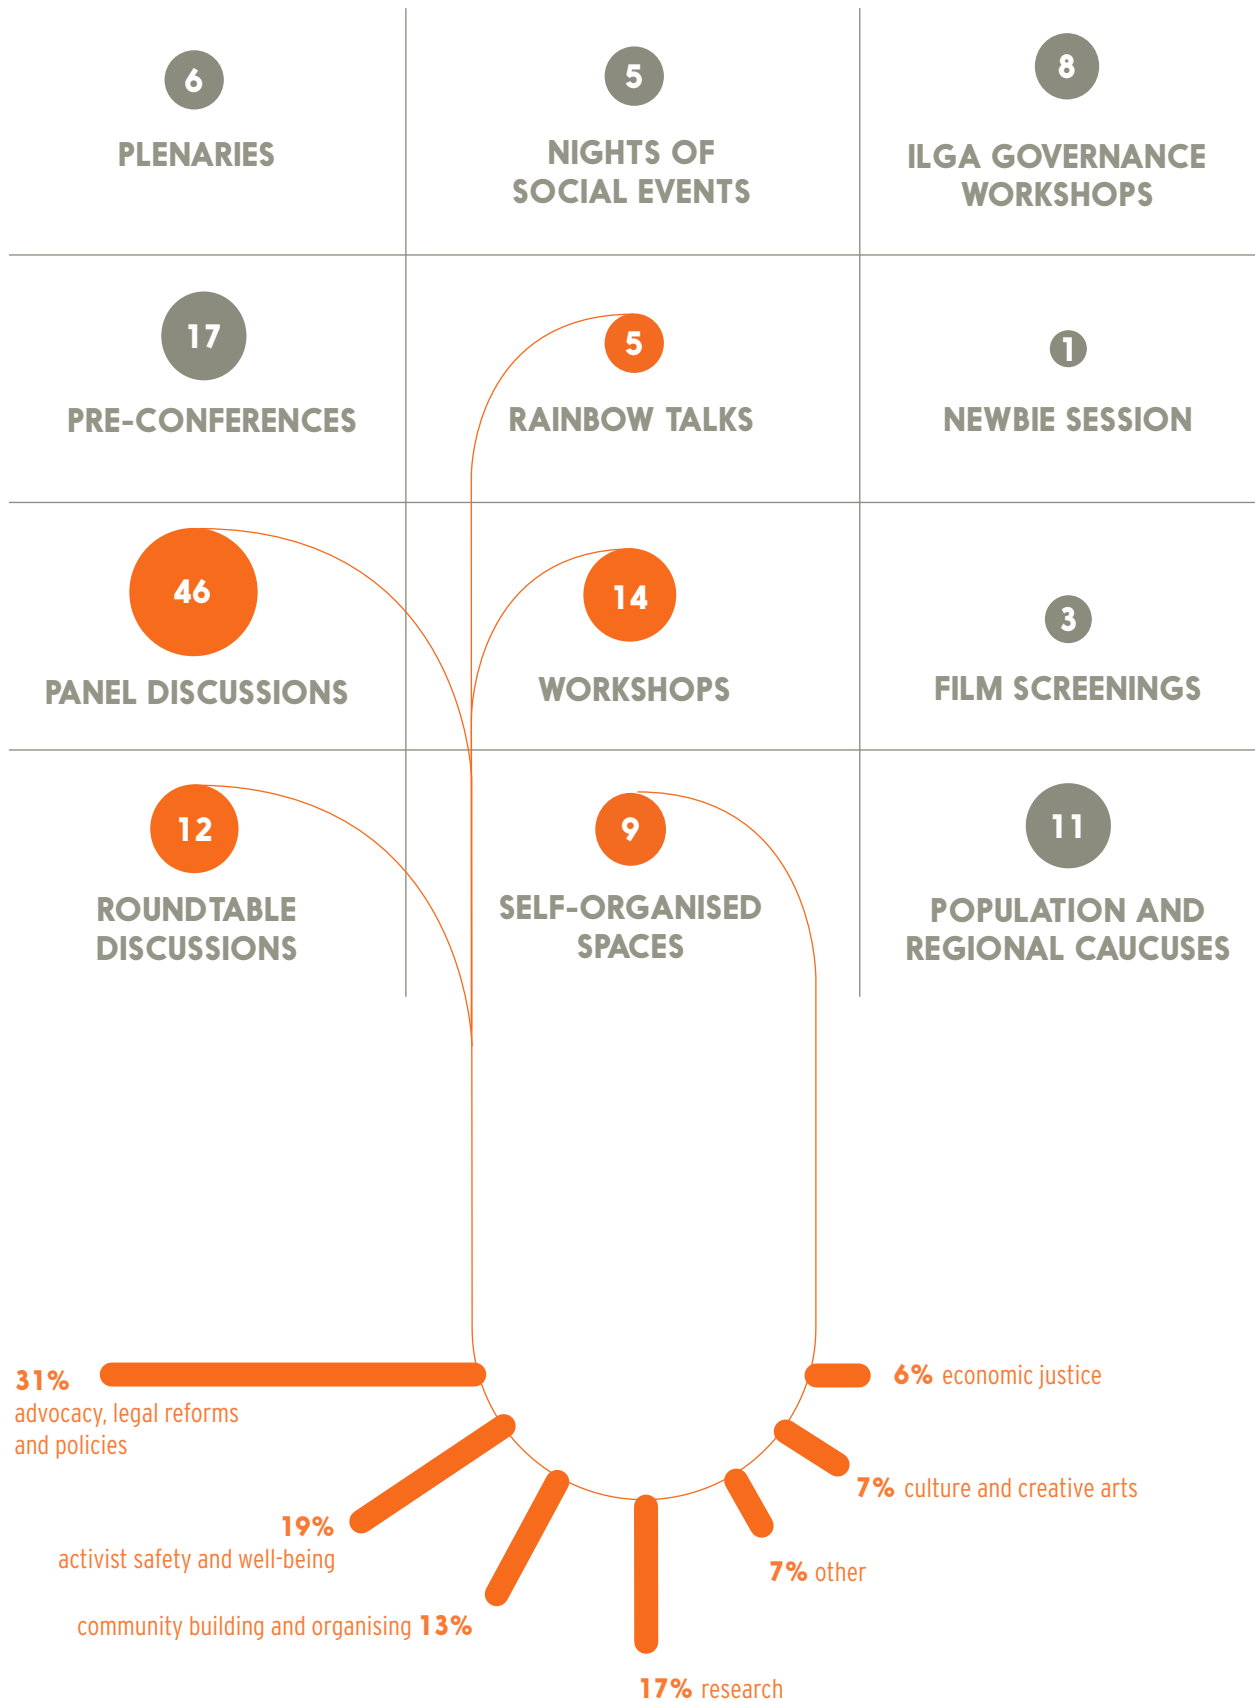 6
PLENARIES
5
NIGHTS OF
SOCIAL EVENTS
8
ILGA GOVERNANCE
WORKSHOPS
17
PRE-CONFERENCES
5
RAINBOW TALKS
1
NEWBIE SESSION
46
PANEL DISCUSSIONS
14
WORKSHOPS
3
FILM SCREENINGS
12
ROUNDTABLE
DISCUSSIONS
9
SELF-ORGANISED
SPACES
11
POPULATION AND
REGIONAL CAUCUSES
31%
advocacy, legal reforms
and policies
19%
activist safety and well-being
community building and organising 13%
17% research
7% other
7% culture and creative arts
6% economic justice